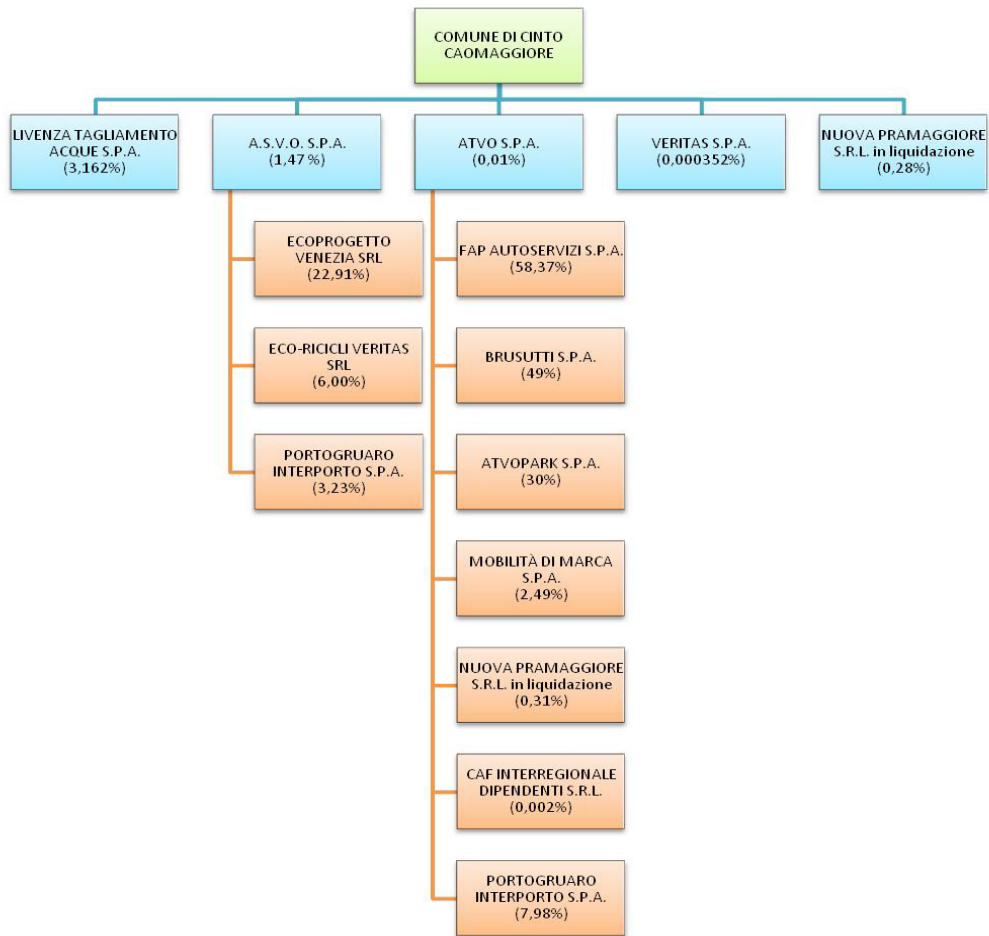 COMUNE DI CINTO
CAOMAGGIORE
LIVENZA TAGLIAMENTO
ACQUE S.P.A.
(3,162%)
A.S.V.O. S.P.A.
(1,47 %)
ATVO S.P.A.
(0,01%)
VERITAS S.P.A.
(0,000352%)
NUOVA PRAMAGGIORE
S.R.L. in liquidazione
(0,28%)
ECOPROGETTO
VENEZIA SRL
(22,91%)
ECO-RICICLI VERITAS
SRL
(6,00%)
PORTOGRUARO
INTERPORTO S.P.A.
(3,23%)
FAP AUTOSERVIZI S.P.A.
(58,37%)
BRUSUTTI S.P.A.
(49%)
ATVOPARK S.P.A.
(30%)
MOBILITÀ DI MARCA
S.P.A.
(2,49%)
NUOVA PRAMAGGIORE
S.R.L. in liquidazione
(0,31%)
CAF INTERREGIONALE
DIPENDENTI S.R.L.
(0,002%)
PORTOGRUARO
INTERPORTO S.P.A.
(7,98%)